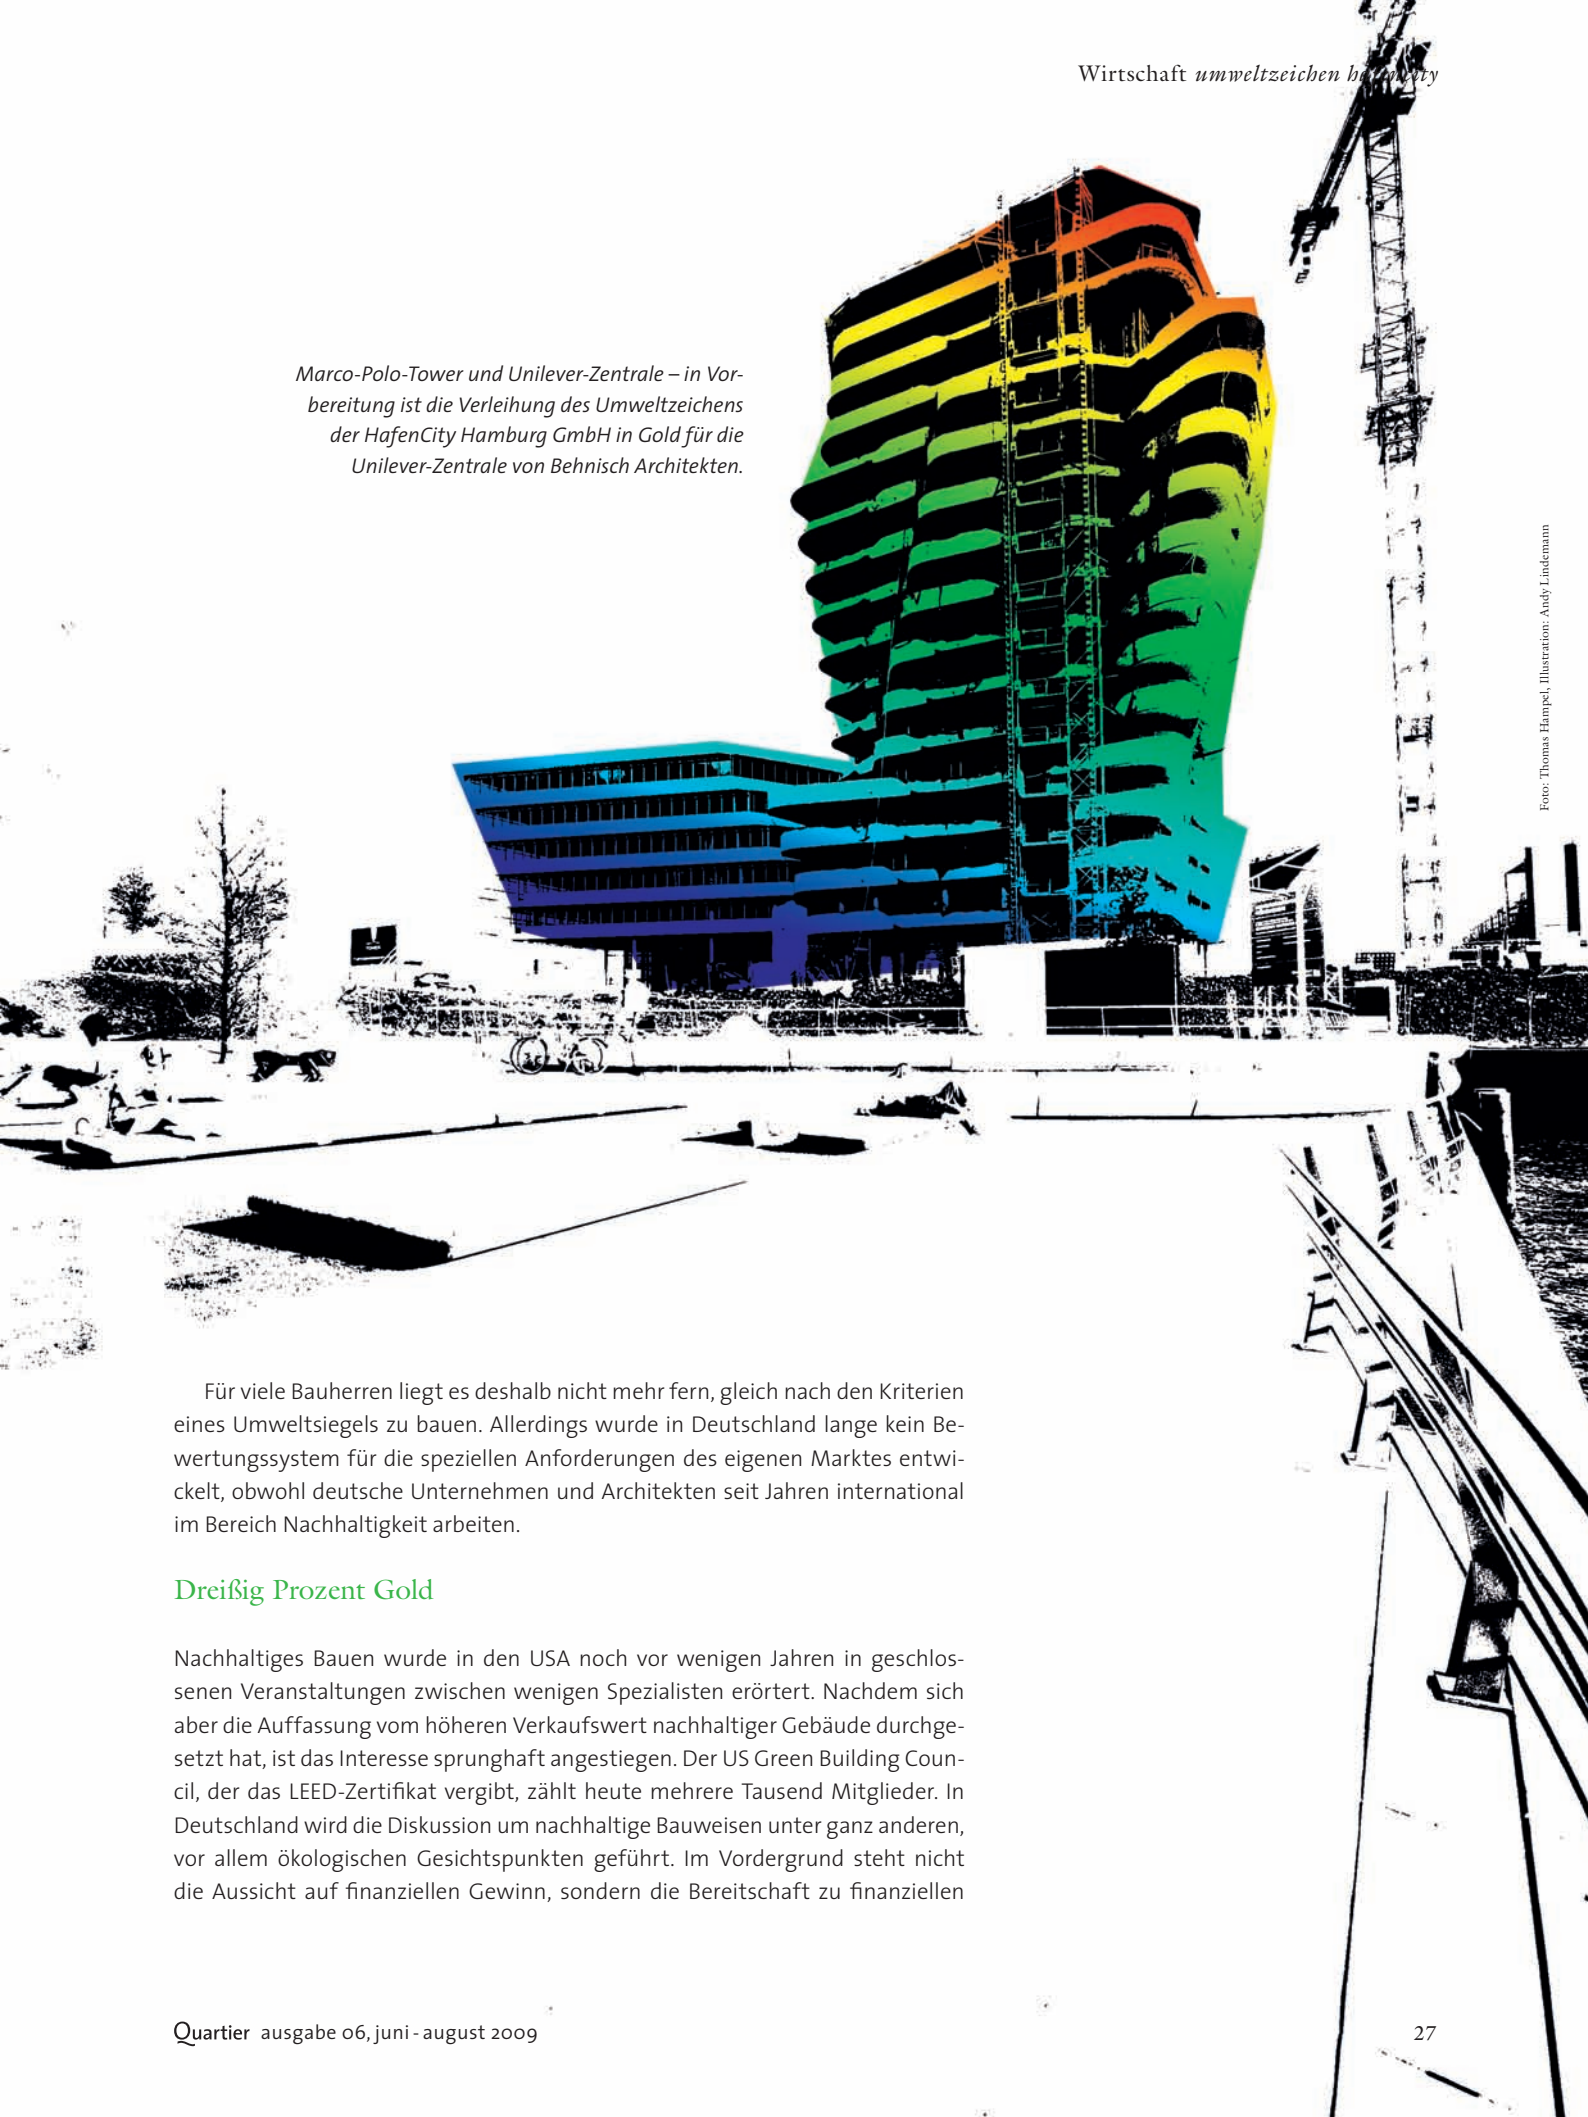 Wirtschaft umweltzeichen hafencity
Marco-Polo-Tower und Unilever-Zentrale – in Vor-
bereitung ist die Verleihung des Umweltzeichens
der HafenCity Hamburg GmbH in Gold für die
Unilever-Zentrale von Behnisch Architekten.
Foto: Thomas Hampel, Illustration: Andy Lindemann
Für viele Bauherren liegt es deshalb nicht mehr fern, gleich nach den Kriterien
eines Umweltsiegels zu bauen. Allerdings wurde in Deutschland lange kein Be-
wertungssystem für die speziellen Anforderungen des eigenen Marktes entwi-
ckelt, obwohl deutsche Unternehmen und Architekten seit Jahren international
im Bereich Nachhaltigkeit arbeiten.
Dreißig Prozent Gold
Nachhaltiges Bauen wurde in den USA noch vor wenigen Jahren in geschlos-
senen Veranstaltungen zwischen wenigen Spezialisten erörtert. Nachdem sich
aber die Auffassung vom höheren Verkaufswert nachhaltiger Gebäude durchge-
setzt hat, ist das Interesse sprunghaft angestiegen. Der US Green Building Coun-
cil, der das LEED-Zertifikat vergibt, zählt heute mehrere Tausend Mitglieder. In
Deutschland wird die Diskussion um nachhaltige Bauweisen unter ganz anderen,
vor allem ökologischen Gesichtspunkten geführt. Im Vordergrund steht nicht
die Aussicht auf finanziellen Gewinn, sondern die Bereitschaft zu finanziellen
Quartier ausgabe 06, juni - august 2009
27